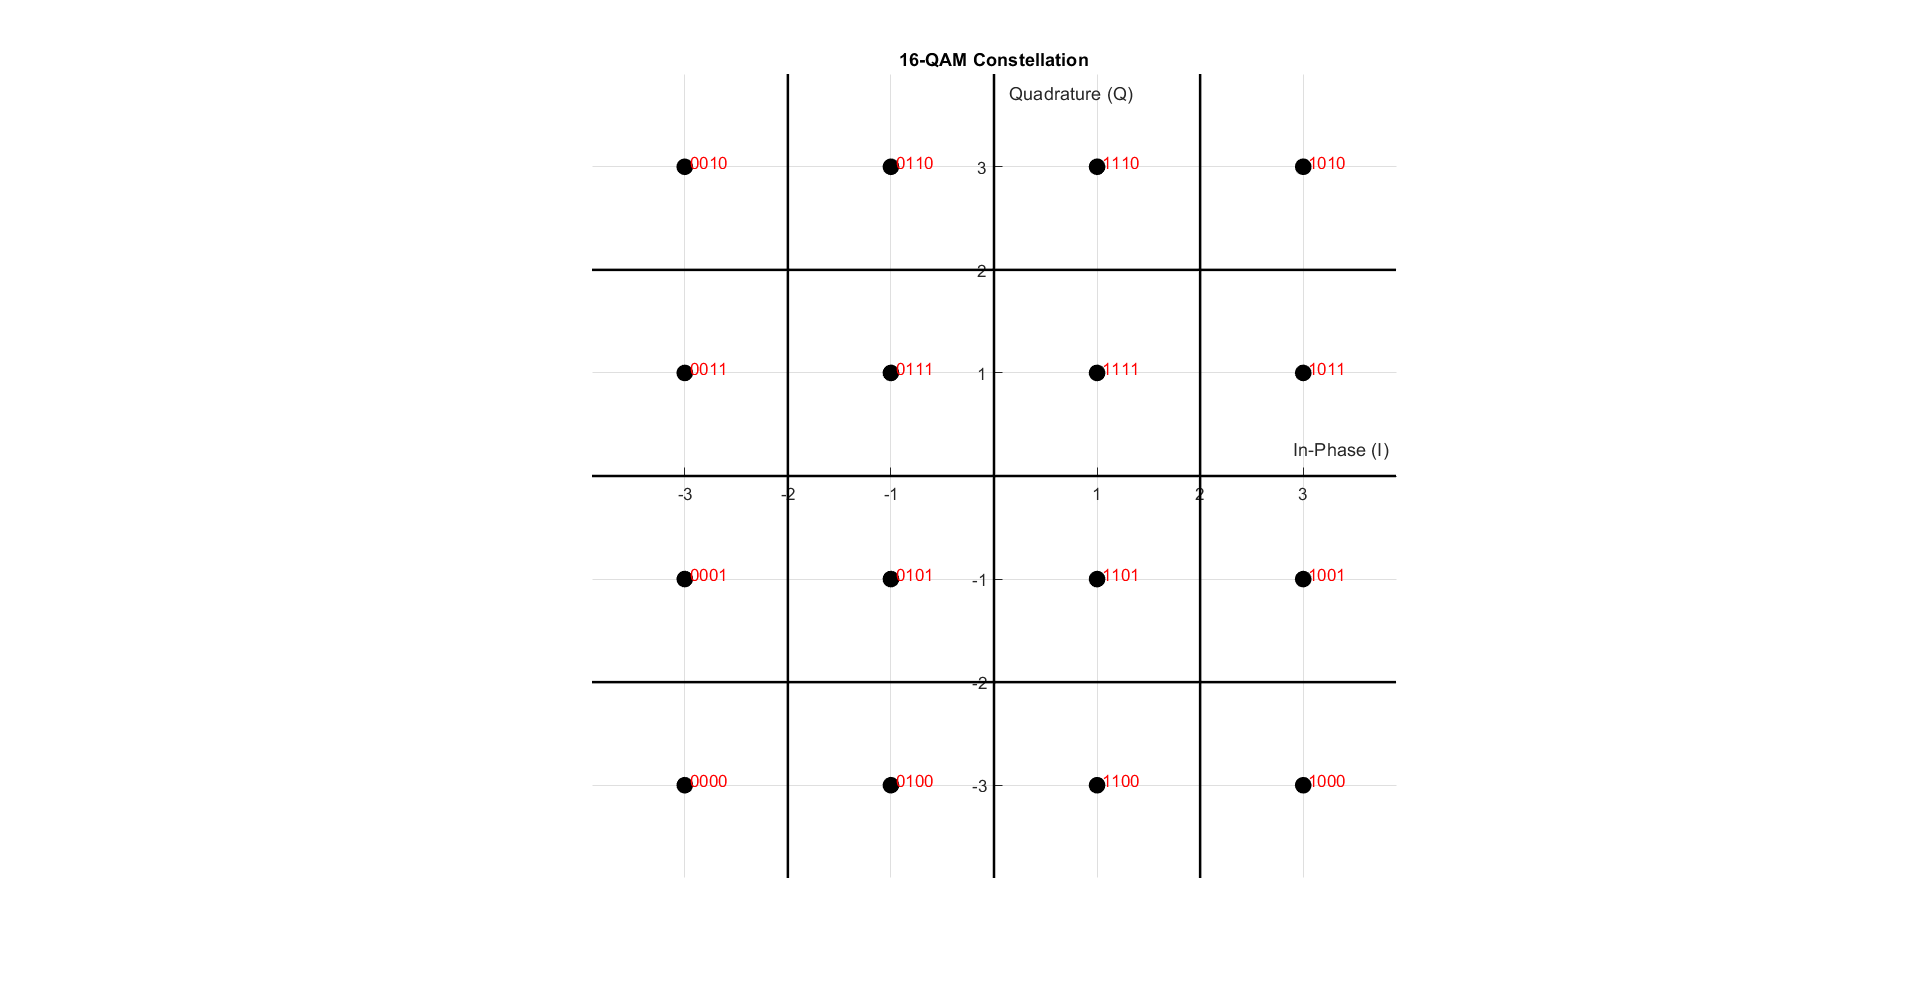 16-QAM Constellation
Quadrature (Q)
0010 0110 3 1110 1010
2
0011 0111 1 1111 1011
In-Phase (I)
-3 -2 -1 1 2 3
0001 0101 -1 1101 1001
-2
0000 0100 -3 1100 1000